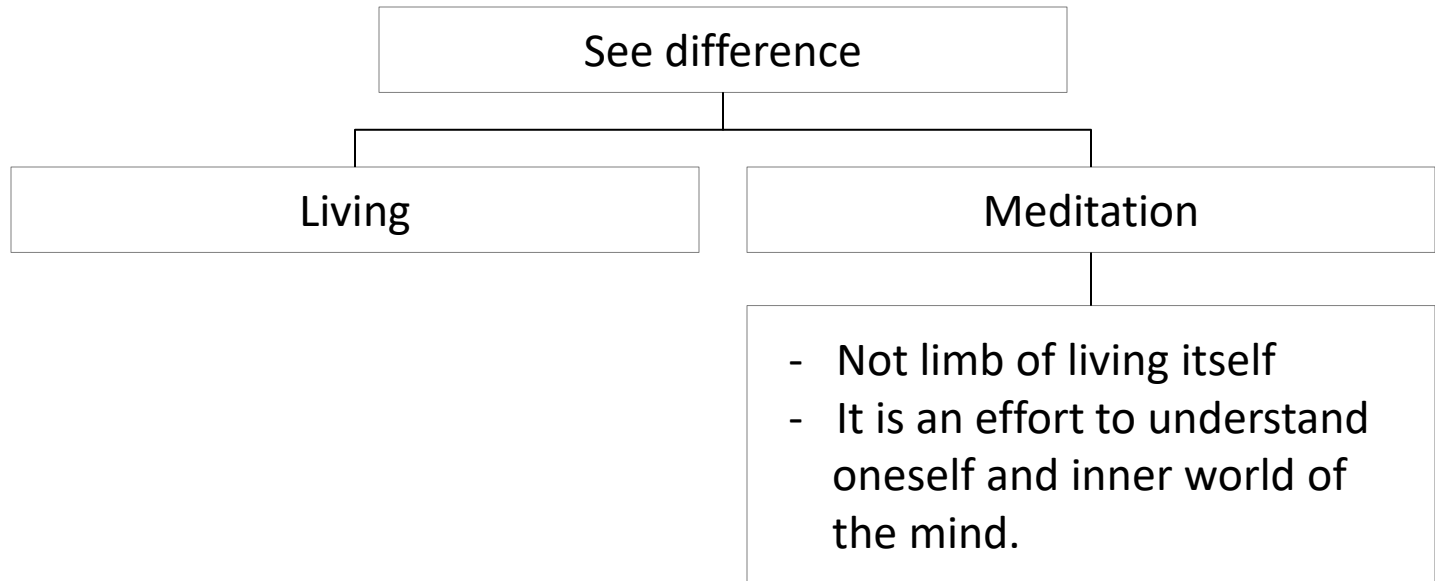 See difference
Living
Meditation
- Not limb of living itself
- It is an effort to understand
oneself and inner world of
the mind.